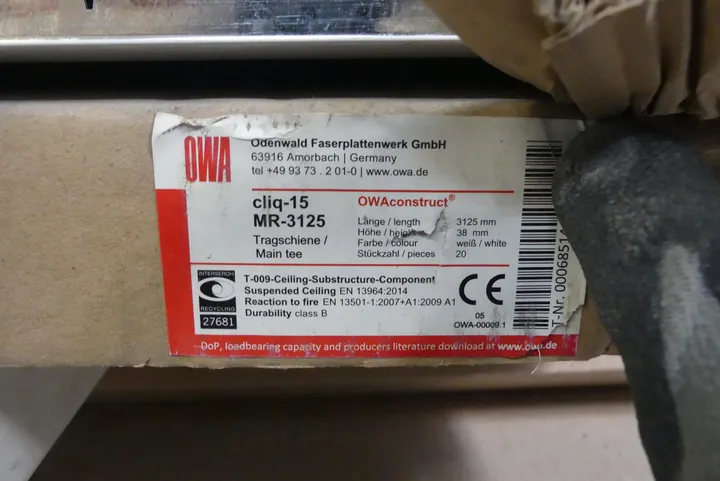 OWA
Odenwald Faserplattenwerk GmbH
63916 Amorbach | Germany
tel +49 93 73 . 2 01-0 | www.owa.de
cliq-15
MR-3125
Tragschiene /
Main tee
OWAconstruct®
Länge / length 3125 mm
Höhe / height 38 mm
Farbe / colour weiß / white
Stückzahl / pieces 20
INTERSEROH
RECYCLING
27681
T-009-Ceiling-Substructure-Component
Suspended Ceiling EN 13964:2014
Reaction to fire EN 13501-1:2007+A1:2009 A1
Durability class B
CE
05
OWA-00009.1
T-Nr. 00068514
DoP, loadbearing capacity and producers literature download at www.owa.de